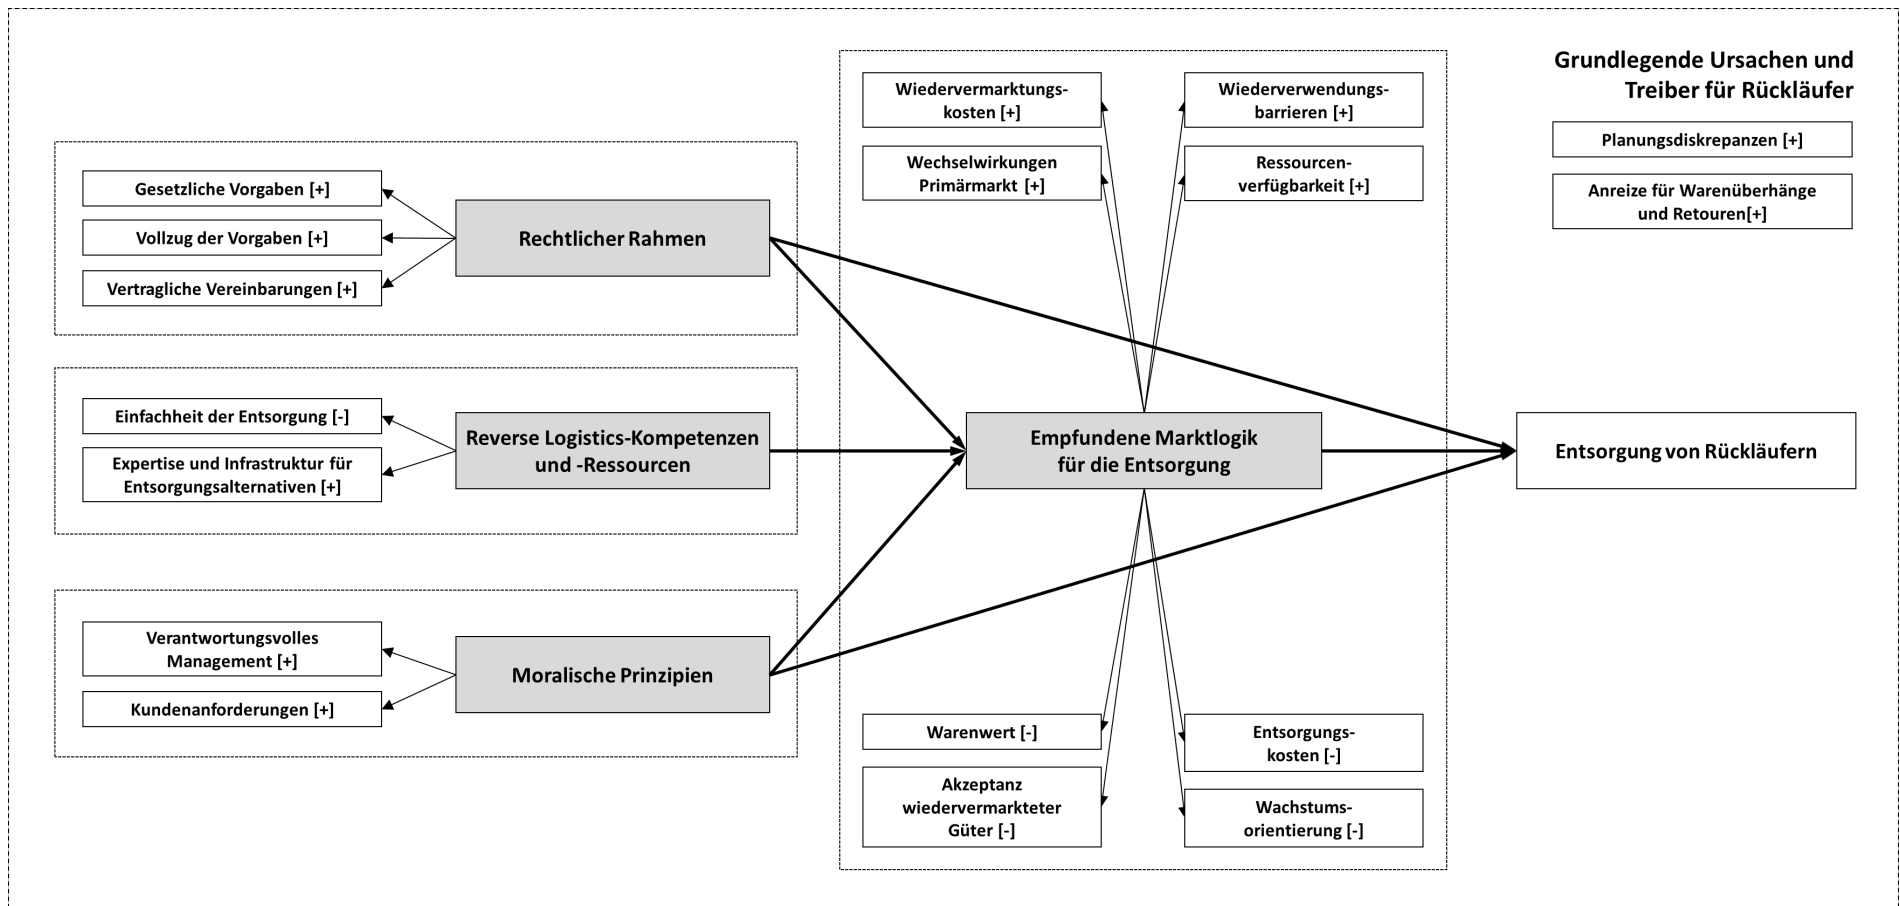 Grundlegende Ursachen und
Treiber für Rückläufer
Planungsdiskrepanzen [+]
Anreize für Warenüberhänge
und Retouren[+]
Gesetzliche Vorgaben [+]
Vollzug der Vorgaben [+]
Vertragliche Vereinbarungen [+]
Rechtlicher Rahmen
Einfachheit der Entsorgung [-]
Expertise und Infrastruktur für
Entsorgungsalternativen [+]
Reverse Logistics-Kompetenzen
und -Ressourcen
Verantwortungsvolles
Management [+]
Kundenanforderungen [+]
Moralische Prinzipien
Wiedervermarktungs-
kosten [+]
Wechselwirkungen
Primärmarkt [+]
Wiederverwendungs-
barrieren [+]
Ressourcen-
verfügbarkeit [+]
Empfundene Marktlogik
für die Entsorgung
Warenwert [-]
Akzeptanz
wiedervermarkteter
Güter [-]
Entsorgungs-
kosten [-]
Wachstums-
orientierung [-]
Entsorgung von Rückläufern